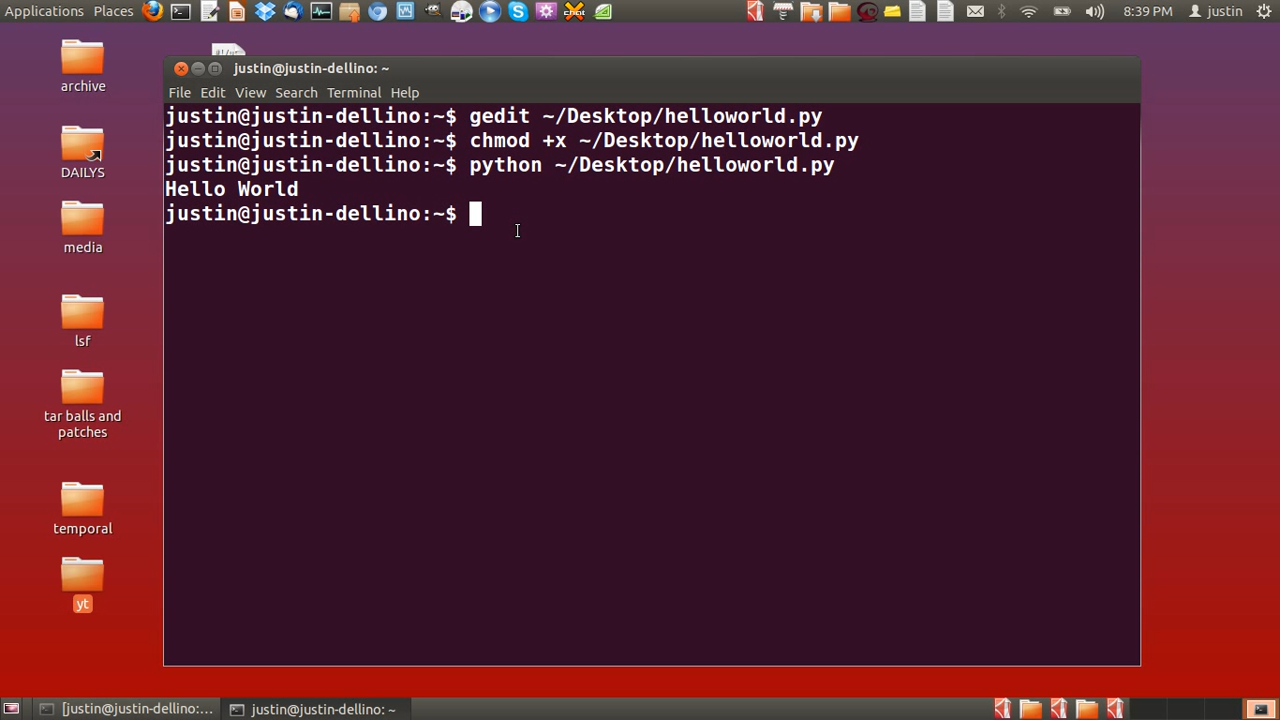 Applications Places 8:39 PM justin
archive
DAILYS
media
lsf
tar balls and
patches
temporal
yt
justin@justin-dellino: ~
File Edit View Search Terminal Help
justin@justin-dellino:~$ gedit ~/Desktop/helloworld.py
justin@justin-dellino:~$ chmod +x ~/Desktop/helloworld.py
justin@justin-dellino:~$ python ~/Desktop/helloworld.py
Hello World
justin@justin-dellino:~$
[justin@justin-dellino:... justin@justin-dellino: ~